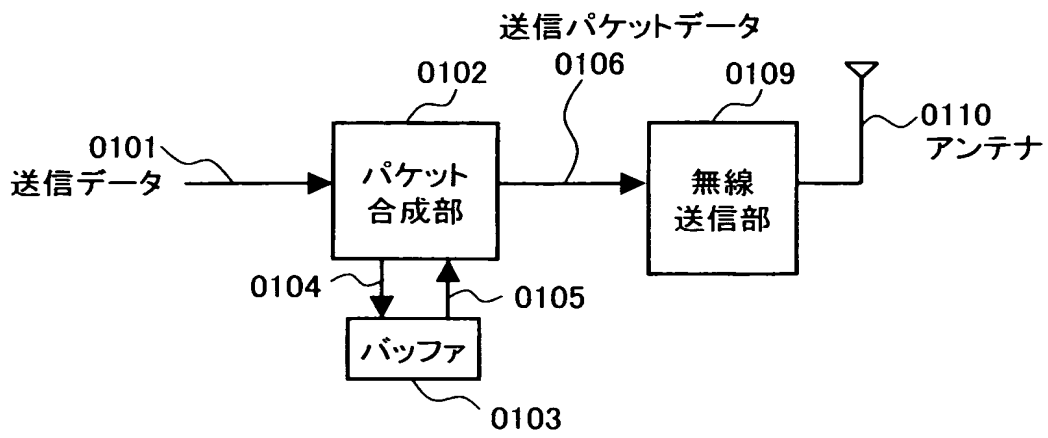 送信パケットデータ
0106
0102
0109
0110
アンテナ
0101
送信データ
パケット
合成部
無線
送信部
0104
0105
バッファ
0103